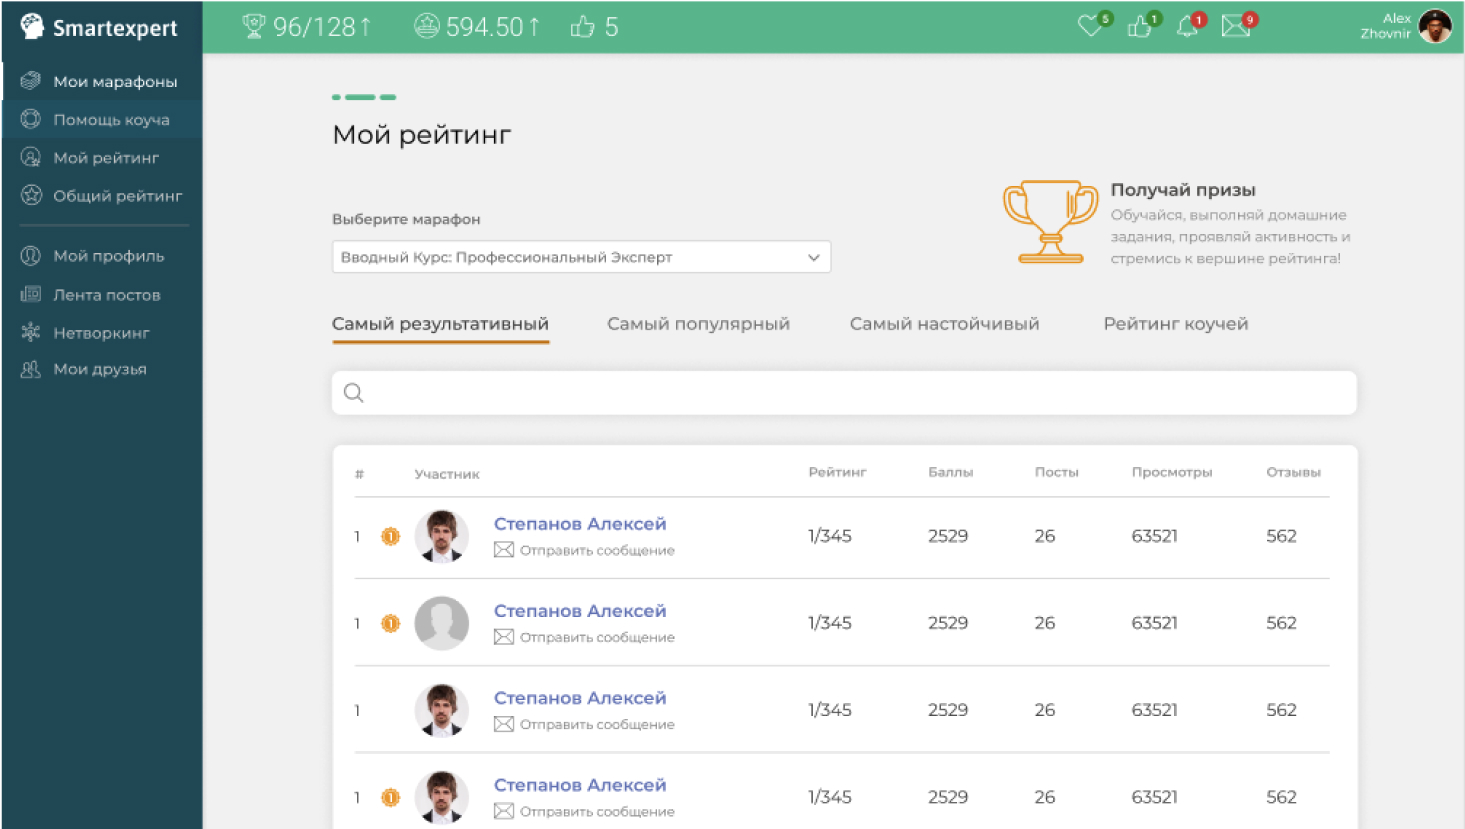 Smartexpert
96/128↑ 594.50↑ 5
5 1 1 9
Alex
Zhovnir
Мои марафоны
Помощь коуча
Мой рейтинг
Общий рейтинг
Мой профиль
Лента постов
Нетворкинг
Мои друзья
Мой рейтинг
Получай призы
Обучайся, выполняй домашние
задания, проявляй активность и
стремись к вершине рейтинга!
Выберите марафон
Вводный Курс: Профессиональный Эксперт
Самый результативный Самый популярный Самый настойчивый Рейтинг коучей
# Участник Рейтинг Баллы Посты Просмотры Отзывы
1 1 Степанов Алексей 1/345 2529 26 63521 562
Отправить сообщение
1 1 Степанов Алексей 1/345 2529 26 63521 562
Отправить сообщение
1 Степанов Алексей 1/345 2529 26 63521 562
Отправить сообщение
1 1 Степанов Алексей 1/345 2529 26 63521 562
Отправить сообщение